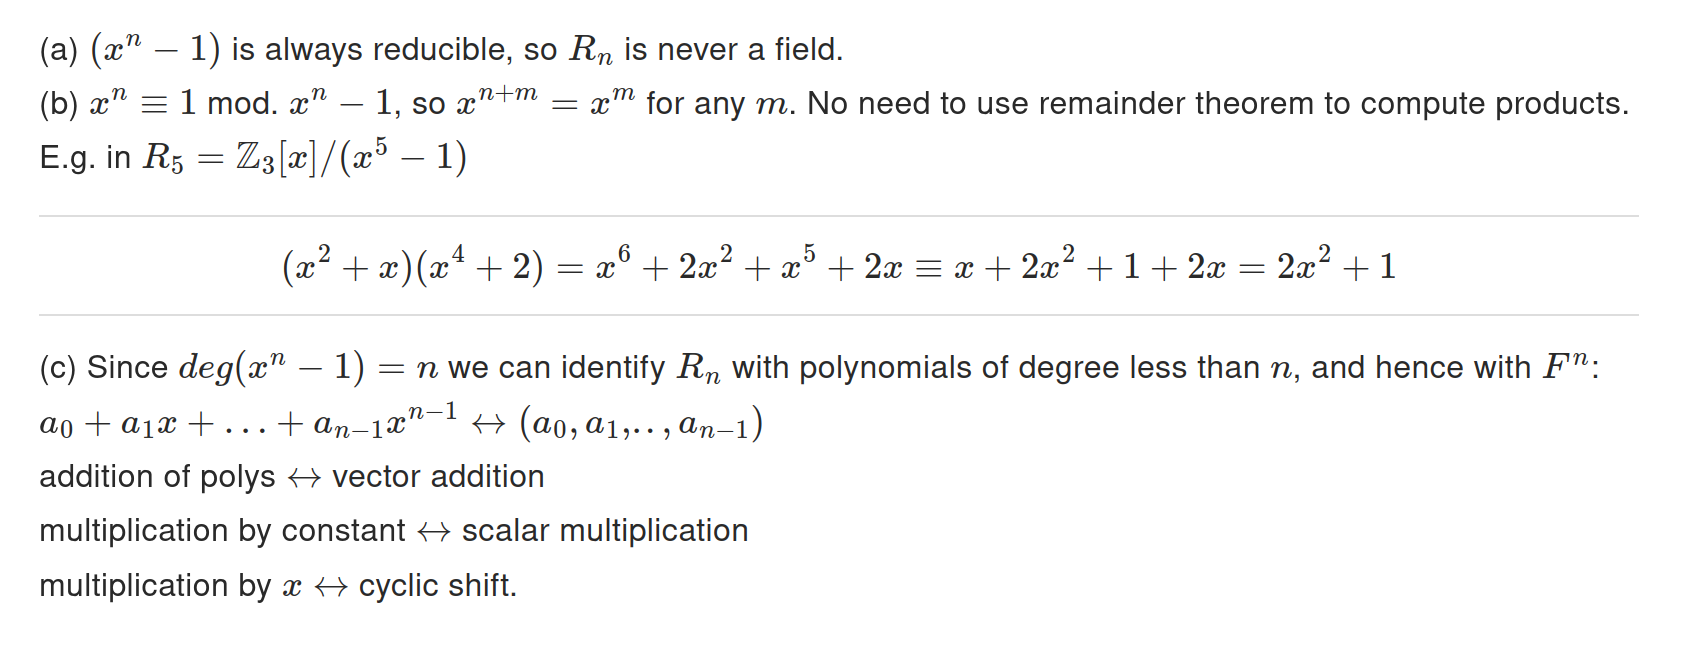 (a) $(x^n - 1)$ is always reducible, so $R_n$ is never a field.
(b) $x^n \equiv 1$ mod. $x^n - 1$, so $x^{n+m} = x^m$ for any $m$. No need to use remainder theorem to compute products.
E.g. in $R_5 = \mathbb{Z}_3[x]/(x^5 - 1)$
$(x^2 + x)(x^4 + 2) = x^6 + 2x^2 + x^5 + 2x \equiv x + 2x^2 + 1 + 2x = 2x^2 + 1$
(c) Since $deg(x^n - 1) = n$ we can identify $R_n$ with polynomials of degree less than $n$, and hence with $F^n$:
$a_0 + a_1x + \ldots + a_{n-1}x^{n-1} \leftrightarrow (a_0, a_1,.., a_{n-1})$
addition of polys $\leftrightarrow$ vector addition
multiplication by constant $\leftrightarrow$ scalar multiplication
multiplication by $x$ $\leftrightarrow$ cyclic shift.